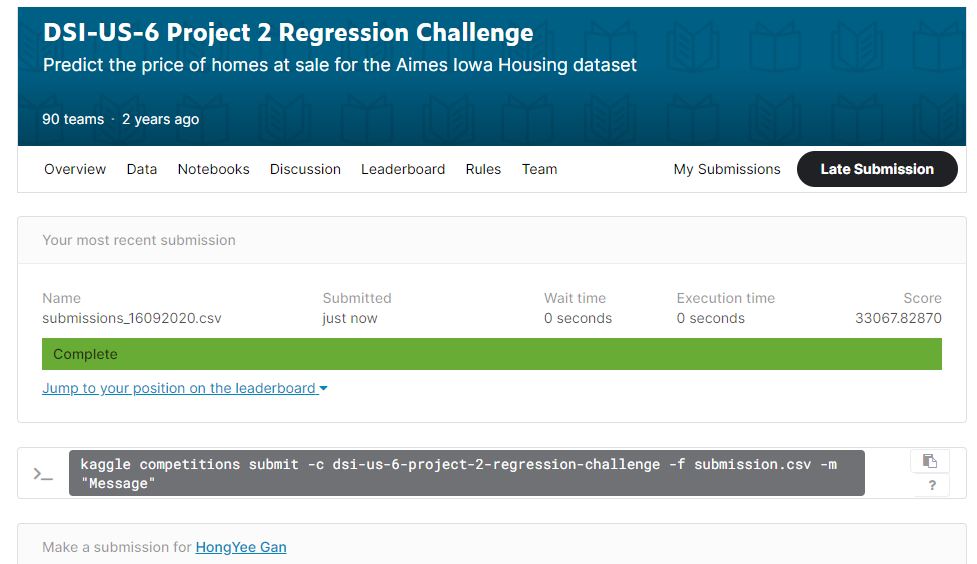 DSI-US-6 Project 2 Regression Challenge
Predict the price of homes at sale for the Aimes Iowa Housing dataset
90 teams · 2 years ago
Overview Data Notebooks Discussion Leaderboard Rules Team My Submissions Late Submission
Your most recent submission
Name Submitted Wait time Execution time Score
submissions_16092020.csv just now 0 seconds 0 seconds 33067.82870
Complete
Jump to your position on the leaderboard
>_ kaggle competitions submit -c dsi-us-6-project-2-regression-challenge -f submission.csv -m
"Message"
?
Make a submission for HongYee Gan